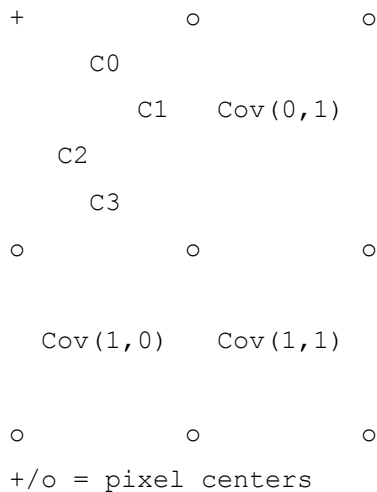 + o o
C0
C1 Cov(0,1)
C2
C3
o o o
Cov(1,0) Cov(1,1)
o o o
+/o = pixel centers